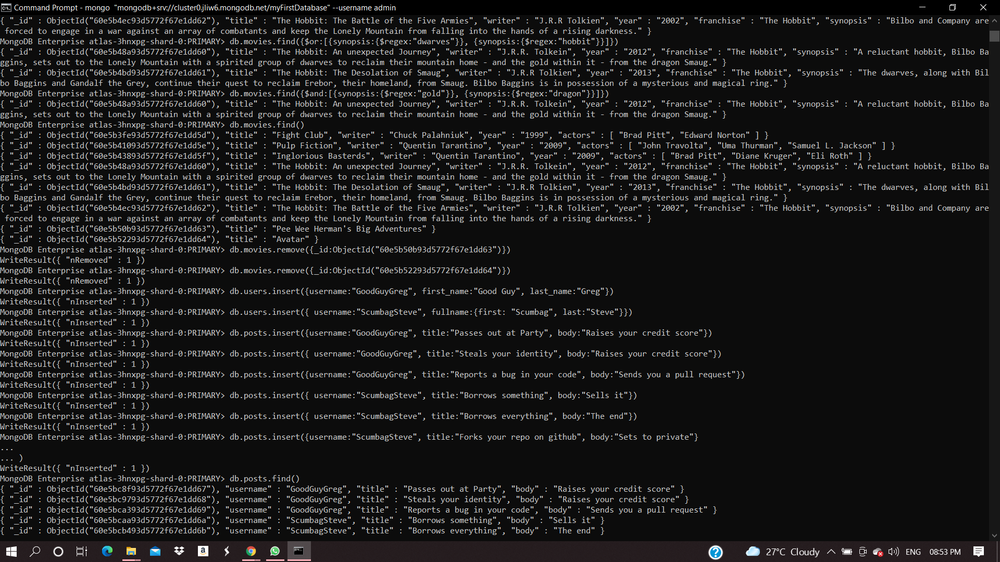 Command Prompt - mongo "mongodb+srv://cluster0.jliw6.mongodb.net/myFirstDatabase" --username admin
{ "_id" : ObjectId("60e5b4ec93d5772f67e1dd62"), "title" : "The Hobbit: The Battle of the Five Armies", "writer" : "J.R.R Tolkien", "year" : "2002", "franchise" : "The Hobbit", "synopsis" : "Bilbo and Company are
 forced to engage in a war against an array of combatants and keep the Lonely Mountain from falling into the hands of a rising darkness." }
MongoDB Enterprise atlas-3hnxpg-shard-0:PRIMARY> db.movies.find({$or:[{synopsis:{$regex:"dwarves"}}, {synopsis:{$regex:"hobbit"}}]})
{ "_id" : ObjectId("60e5b48a93d5772f67e1dd60"), "title" : "The Hobbit: An unexpected Journey", "writer" : "J.R.R. Tolkein", "year" : "2012", "franchise" : "The Hobbit", "synopsis" : "A reluctant hobbit, Bilbo Ba
ggins, sets out to the Lonely Mountain with a spirited group of dwarves to reclaim their mountain home - and the gold within it - from the dragon Smaug." }
{ "_id" : ObjectId("60e5b4bd93d5772f67e1dd61"), "title" : "The Hobbit: The Desolation of Smaug", "writer" : "J.R.R Tolkien", "year" : "2013", "franchise" : "The Hobbit", "synopsis" : "The dwarves, along with Bil
bo Baggins and Gandalf the Grey, continue their quest to reclaim Erebor, their homeland, from Smaug. Bilbo Baggins is in possession of a mysterious and magical ring." }
MongoDB Enterprise atlas-3hnxpg-shard-0:PRIMARY> db.movies.find({$and:[{synopsis:{$regex:"gold"}}, {synopsis:{$regex:"dragon"}}]})
{ "_id" : ObjectId("60e5b48a93d5772f67e1dd60"), "title" : "The Hobbit: An unexpected Journey", "writer" : "J.R.R. Tolkein", "year" : "2012", "franchise" : "The Hobbit", "synopsis" : "A reluctant hobbit, Bilbo Ba
ggins, sets out to the Lonely Mountain with a spirited group of dwarves to reclaim their mountain home - and the gold within it - from the dragon Smaug." }
MongoDB Enterprise atlas-3hnxpg-shard-0:PRIMARY> db.movies.find()
{ "_id" : ObjectId("60e5b3fe93d5772f67e1dd5d"), "title" : "Fight Club", "writer" : "Chuck Palahniuk", "year" : "1999", "actors" : [ "Brad Pitt", "Edward Norton" ] }
{ "_id" : ObjectId("60e5b41093d5772f67e1dd5e"), "title" : "Pulp Fiction", "writer" : "Quentin Tarantino", "year" : "2009", "actors" : [ "John Travolta", "Uma Thurman", "Samuel L. Jackson" ] }
{ "_id" : ObjectId("60e5b43893d5772f67e1dd5f"), "title" : "Inglorious Basterds", "writer" : "Quentin Tarantino", "year" : "2009", "actors" : [ "Brad Pitt", "Diane Kruger", "Eli Roth" ] }
{ "_id" : ObjectId("60e5b48a93d5772f67e1dd60"), "title" : "The Hobbit: An unexpected Journey", "writer" : "J.R.R. Tolkein", "year" : "2012", "franchise" : "The Hobbit", "synopsis" : "A reluctant hobbit, Bilbo Ba
ggins, sets out to the Lonely Mountain with a spirited group of dwarves to reclaim their mountain home - and the gold within it - from the dragon Smaug." }
{ "_id" : ObjectId("60e5b4bd93d5772f67e1dd61"), "title" : "The Hobbit: The Desolation of Smaug", "writer" : "J.R.R Tolkien", "year" : "2013", "franchise" : "The Hobbit", "synopsis" : "The dwarves, along with Bil
bo Baggins and Gandalf the Grey, continue their quest to reclaim Erebor, their homeland, from Smaug. Bilbo Baggins is in possession of a mysterious and magical ring." }
{ "_id" : ObjectId("60e5b4ec93d5772f67e1dd62"), "title" : "The Hobbit: The Battle of the Five Armies", "writer" : "J.R.R Tolkien", "year" : "2002", "franchise" : "The Hobbit", "synopsis" : "Bilbo and Company are
 forced to engage in a war against an array of combatants and keep the Lonely Mountain from falling into the hands of a rising darkness." }
{ "_id" : ObjectId("60e5b50b93d5772f67e1dd63"), "title" : "Pee Wee Herman's Big Adventures" }
{ "_id" : ObjectId("60e5b52293d5772f67e1dd64"), "title" : "Avatar" }
MongoDB Enterprise atlas-3hnxpg-shard-0:PRIMARY> db.movies.remove({_id:ObjectId("60e5b50b93d5772f67e1dd63")})
WriteResult({ "nRemoved" : 1 })
MongoDB Enterprise atlas-3hnxpg-shard-0:PRIMARY> db.movies.remove({_id:ObjectId("60e5b52293d5772f67e1dd64")})
WriteResult({ "nRemoved" : 1 })
MongoDB Enterprise atlas-3hnxpg-shard-0:PRIMARY> db.users.insert({username:"GoodGuyGreg", first_name:"Good Guy", last_name:"Greg"})
WriteResult({ "nInserted" : 1 })
MongoDB Enterprise atlas-3hnxpg-shard-0:PRIMARY> db.users.insert({ username:"ScumbagSteve", fullname:{first: "Scumbag", last:"Steve"}})
WriteResult({ "nInserted" : 1 })
MongoDB Enterprise atlas-3hnxpg-shard-0:PRIMARY> db.posts.insert({username:"GoodGuyGreg", title:"Passes out at Party", body:"Raises your credit score"})
WriteResult({ "nInserted" : 1 })
MongoDB Enterprise atlas-3hnxpg-shard-0:PRIMARY> db.posts.insert({ username:"GoodGuyGreg", title:"Steals your identity", body:"Raises your credit score"})
WriteResult({ "nInserted" : 1 })
MongoDB Enterprise atlas-3hnxpg-shard-0:PRIMARY> db.posts.insert({username:"GoodGuyGreg", title:"Reports a bug in your code", body:"Sends you a pull request"})
WriteResult({ "nInserted" : 1 })
MongoDB Enterprise atlas-3hnxpg-shard-0:PRIMARY> db.posts.insert({ username:"ScumbagSteve", title:"Borrows something", body:"Sells it"})
WriteResult({ "nInserted" : 1 })
MongoDB Enterprise atlas-3hnxpg-shard-0:PRIMARY> db.posts.insert({ username:"ScumbagSteve", title:"Borrows everything", body:"The end"})
WriteResult({ "nInserted" : 1 })
MongoDB Enterprise atlas-3hnxpg-shard-0:PRIMARY> db.posts.insert({username:"ScumbagSteve", title:"Forks your repo on github", body:"Sets to private"}
...
... )
WriteResult({ "nInserted" : 1 })
MongoDB Enterprise atlas-3hnxpg-shard-0:PRIMARY> db.posts.find()
{ "_id" : ObjectId("60e5bc8f93d5772f67e1dd67"), "username" : "GoodGuyGreg", "title" : "Passes out at Party", "body" : "Raises your credit score" }
{ "_id" : ObjectId("60e5bc9793d5772f67e1dd68"), "username" : "GoodGuyGreg", "title" : "Steals your identity", "body" : "Raises your credit score" }
{ "_id" : ObjectId("60e5bca393d5772f67e1dd69"), "username" : "GoodGuyGreg", "title" : "Reports a bug in your code", "body" : "Sends you a pull request" }
{ "_id" : ObjectId("60e5bcaa93d5772f67e1dd6a"), "username" : "ScumbagSteve", "title" : "Borrows something", "body" : "Sells it" }
{ "_id" : ObjectId("60e5bcb493d5772f67e1dd6b"), "username" : "ScumbagSteve", "title" : "Borrows everything", "body" : "The end" }
27°C Cloudy ENG 08:53 PM